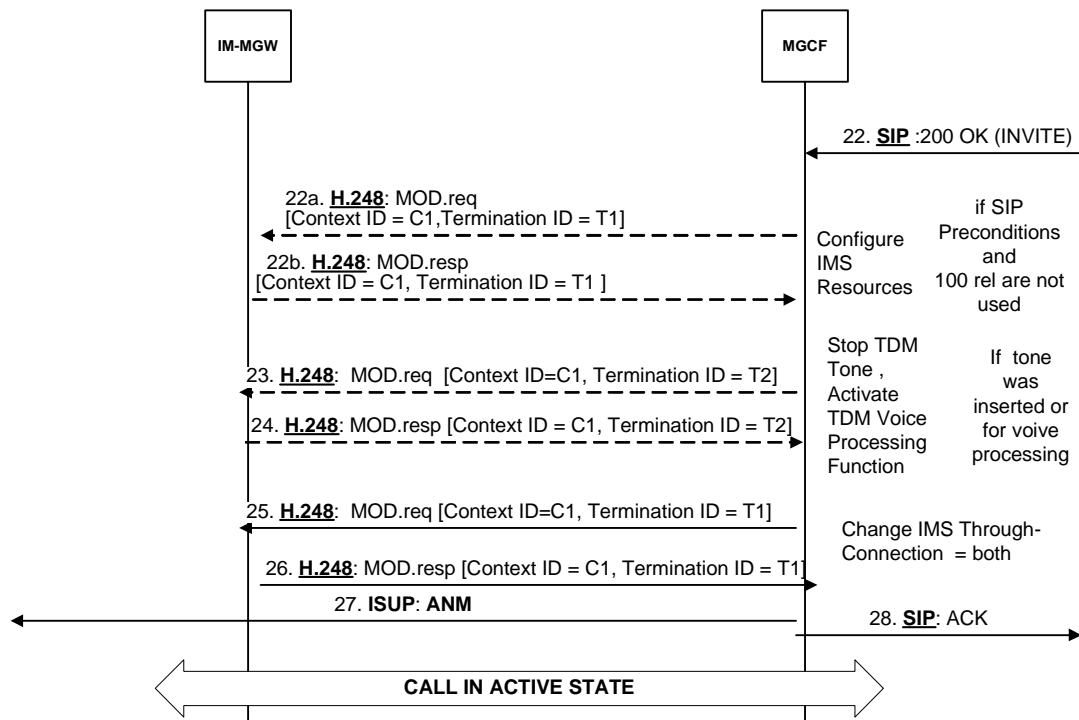 IM-MGW
MGCF
22. SIP :200 OK (INVITE)
22a. H.248: MOD.req
[Context ID = C1,Termination ID = T1]
22b. H.248: MOD.resp
[Context ID = C1, Termination ID = T1 ]
Configure
IMS
Resources
if SIP
Preconditions
and
100 rel are not
used
23. H.248:  MOD.req  [Context ID=C1, Termination ID = T2]
24. H.248: MOD.resp [Context ID = C1, Termination ID = T2]
Stop TDM
Tone ,
Activate
TDM Voice
Processing
Function
If  tone
was
inserted or
for voive
processing
25. H.248:  MOD.req [Context ID=C1, Termination ID = T1]
26. H.248: MOD.resp [Context ID = C1, Termination ID = T1]
Change IMS Through-
Connection  = both
27. ISUP: ANM
28. SIP: ACK
CALL IN ACTIVE STATE